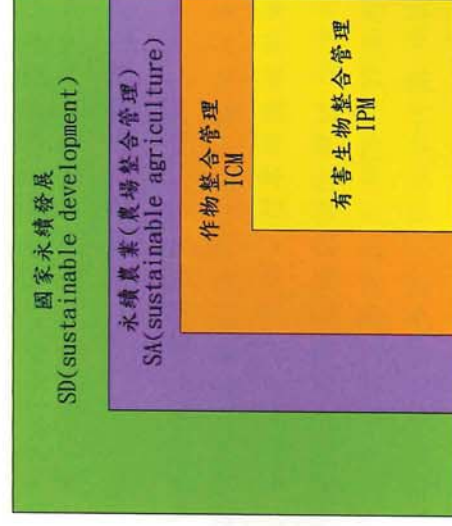 國家永續發展
SD(sustainable development)
永續農業(農場整合管理)
SA(sustainable agriculture)
作物整合管理
ICM
有害生物整合管理
IPM